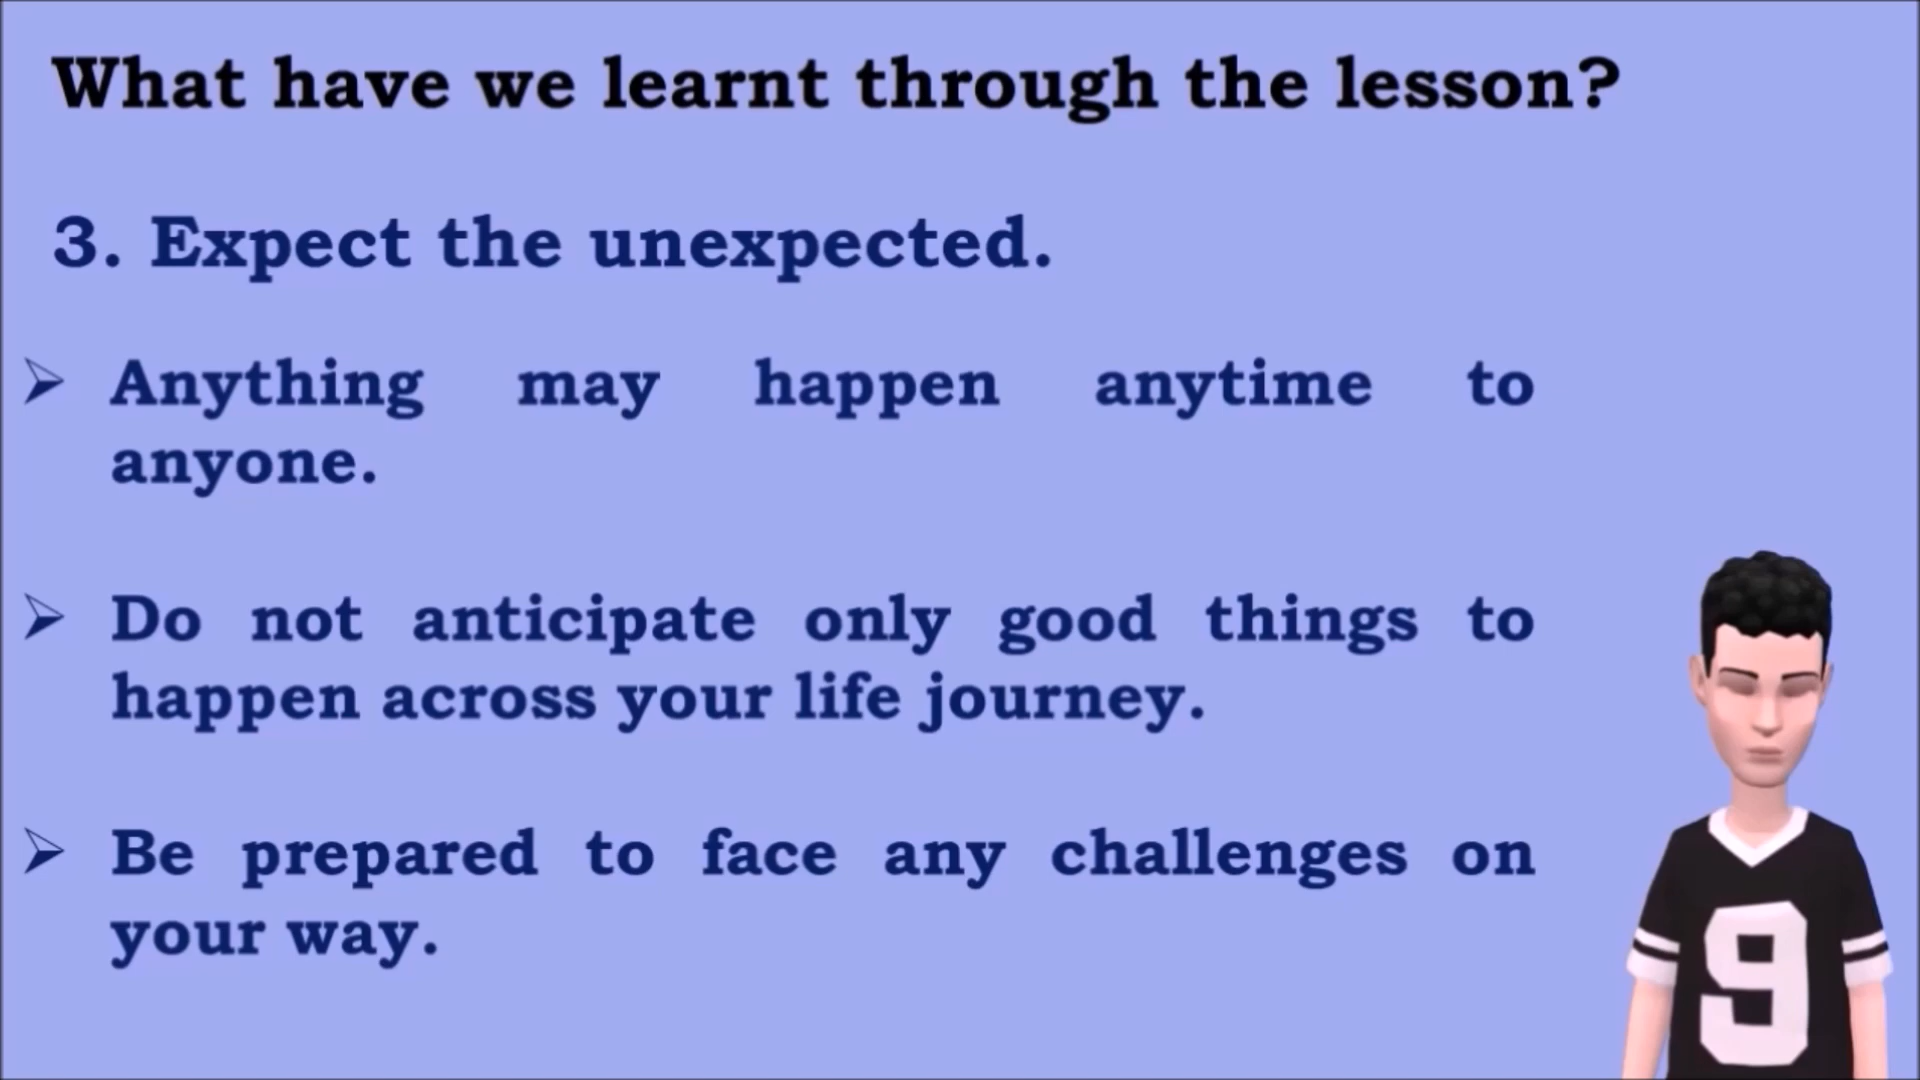 What have we learnt through the lesson?
3. Expect the unexpected.
➢ Anything may happen anytime to
anyone.
➢ Do not anticipate only good things to
happen across your life journey.
➢ Be prepared to face any challenges on
your way.
9